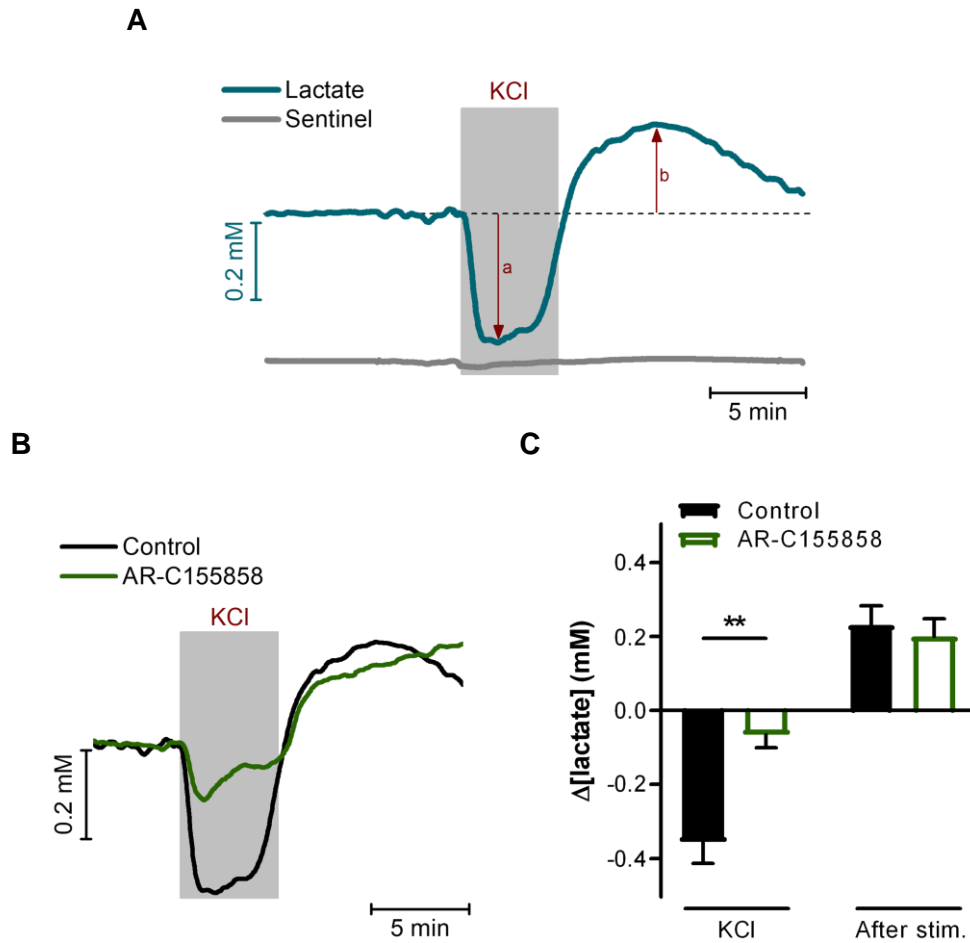 A
Lactate
Sentinel
KCl
b
a
0.2 mM
5 min
B
Control
AR-C155858
KCl
0.2 mM
5 min
C
Control
AR-C155858
0.4
0.2
0.0
-0.2
-0.4
Δ[lactate] (mM)
**
KCl
After stim.